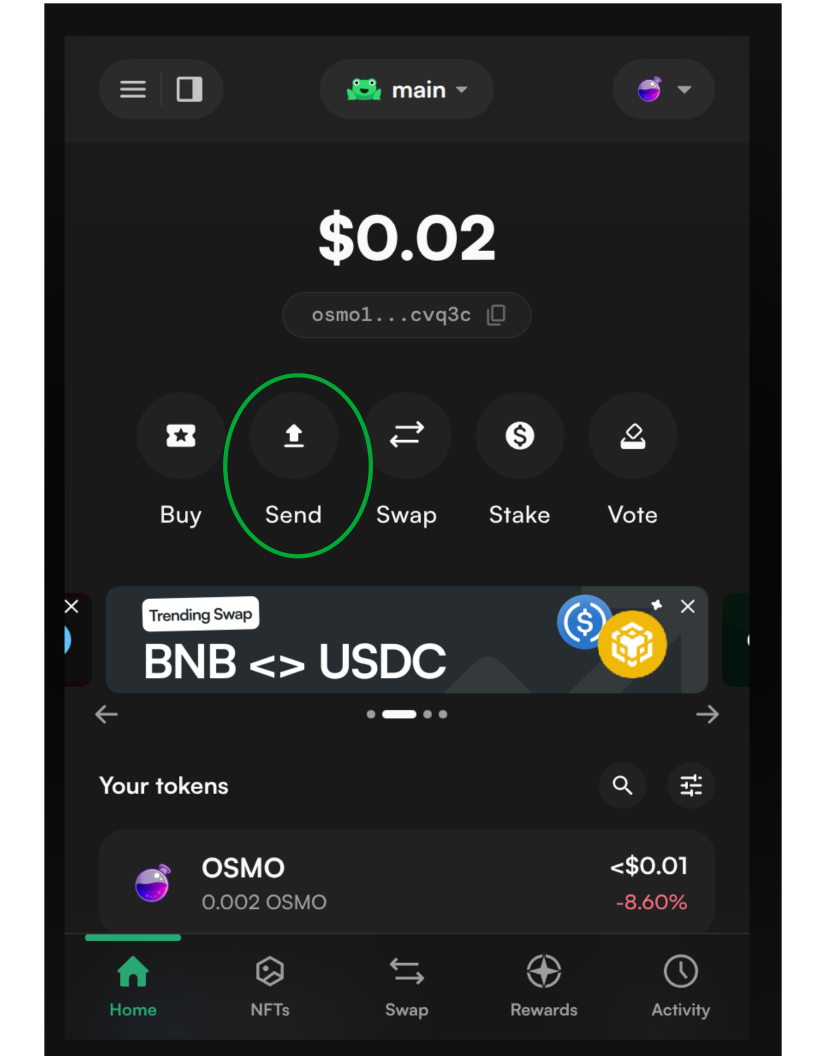 main
$0.02
osmo1...cvq3c
Buy Send Swap Stake Vote
Trending Swap
BNB <> USDC
Your tokens
OSMO <$0.01
0.002 OSMO -8.60%
Home NFTs Swap Rewards Activity